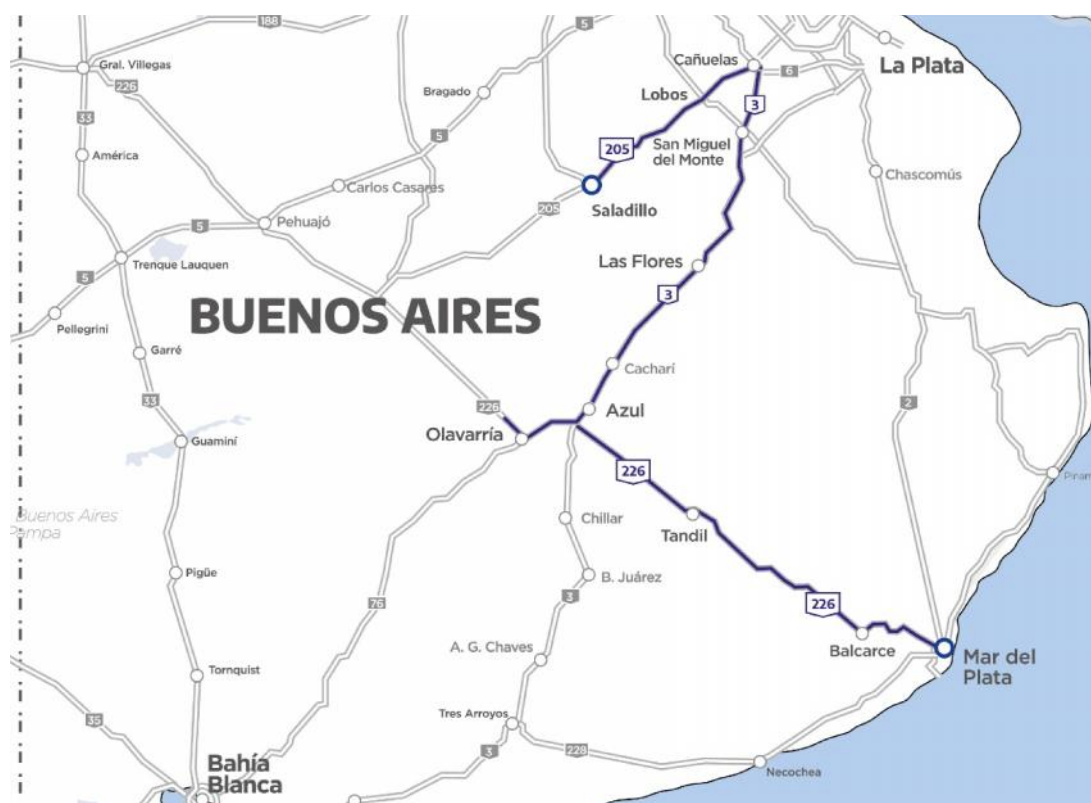 188
Gral. Villegas
226
33
5
Cañuelas
6
La Plata
Bragado
Lobos
3
5
San Miguel
del Monte
América
205
Chascomús
Carlos Casares
205
Saladillo
Pehuajó
5
Trenque Lauquen
Las Flores
5
3
BUENOS AIRES
Pellegrini
Garré
Cacharí
33
2
226
Azul
Olavarría
Guaminí
226
Pinam
Buenos Aires
Pampa
Chillar
Tandil
Pigüe
B. Juárez
3
76
226
A. G. Chaves
Balcarce
Mar del
Plata
Tornquist
35
Tres Arroyos
3
228
Bahía
Blanca
Necochea